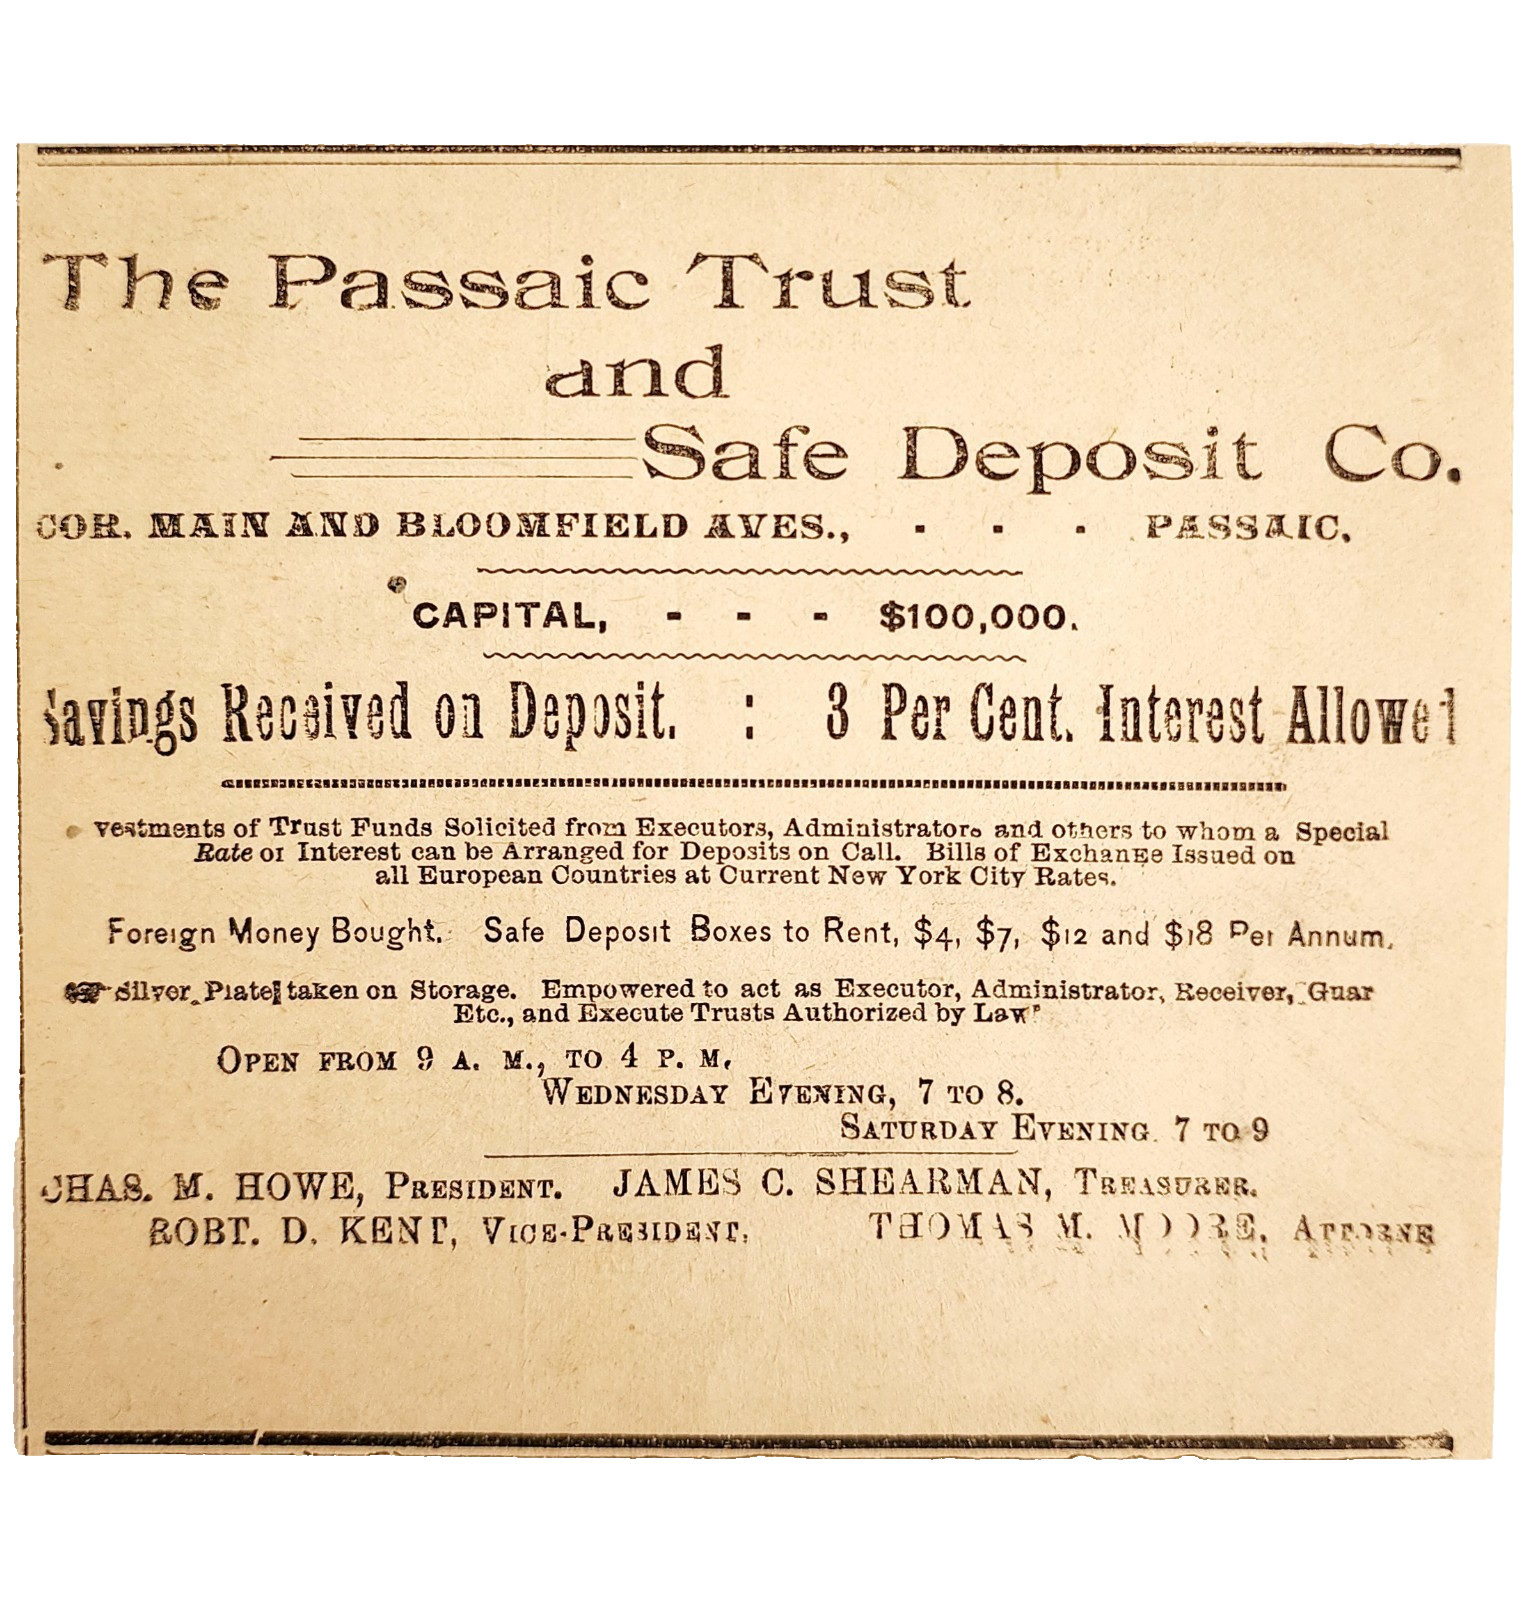 The Passaic Trust
and
Safe Deposit Co.
COR. MAIN AND BLOOMFIELD AVES., - - - PASSAIC.
CAPITAL, - - - $100,000.
Savings Received on Deposit. : 3 Per Cent. Interest Allowed
vestments of Trust Funds Solicited from Executors, Administrators and others to whom a Special
Rate of Interest can be Arranged for Deposits on Call. Bills of Exchange Issued on
all European Countries at Current New York City Rates.
Foreign Money Bought. Safe Deposit Boxes to Rent, $4, $7, $12 and $18 Per Annum.
☛ Silver Plate taken on Storage. Empowered to act as Executor, Administrator, Receiver, Guar
Etc., and Execute Trusts Authorized by Law
OPEN FROM 9 A. M., TO 4 P. M.
WEDNESDAY EVENING, 7 TO 8.
SATURDAY EVENING. 7 TO 9
CHAS. M. HOWE, PRESIDENT. JAMES C. SHEARMAN, TREASURER.
ROBT. D. KENT, VICE-PRESIDENT. THOMAS M. MOORE, ATTORNE